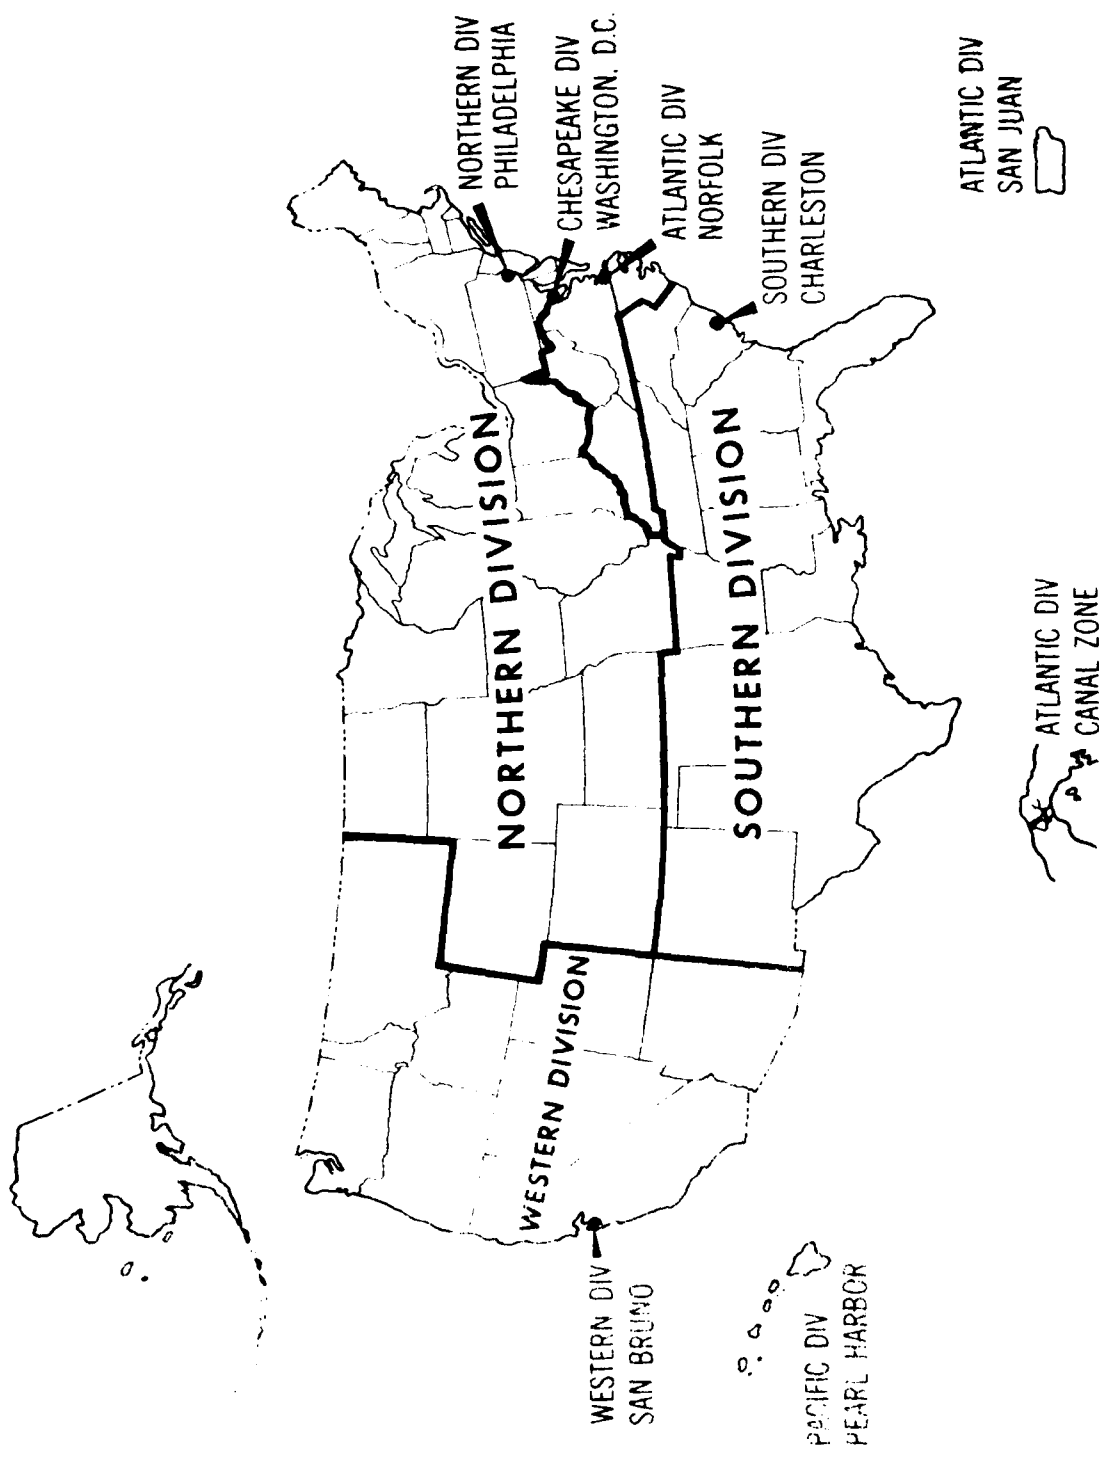 NORTHERN DIV
PHILADELPHIA
CHESAPEAKE DIV
WASHINGTON, D.C.
ATLANTIC DIV
NORFOLK
SOUTHERN DIV
CHARLESTON
ATLANTIC DIV
SAN JUAN
NORTHERN DIVISION
SOUTHERN DIVISION
WESTERN DIVISION
ATLANTIC DIV
CANAL ZONE
WESTERN DIV
SAN BRUNO
PACIFIC DIV
PEARL HARBOR